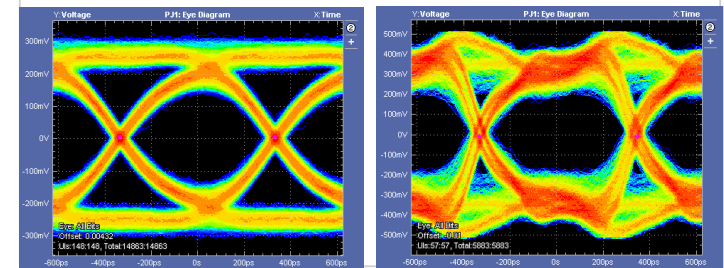 Y:Voltage PJ1: Eye Diagram X:Time
300mV
200mV
100mV
0V
-100mV
-200mV
-300mV
Eye: All Bits
Offset: 0.00432
UIs:148:148, Total:14863:14863
-600ps -400ps -200ps 0s 200ps 400ps 600ps
Y:Voltage PJ1: Eye Diagram X:Time
500mV
400mV
300mV
200mV
100mV
0V
-100mV
-200mV
-300mV
-400mV
-500mV
Eye: All Bits
UIs:57:57, Total:5883:5883
-600ps -400ps -200ps 0s 200ps 400ps 600ps